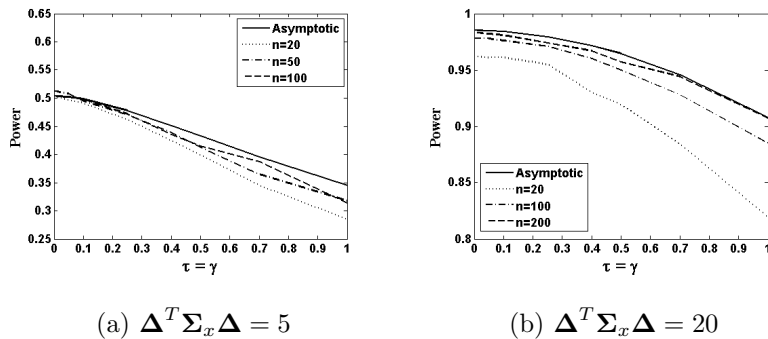 0.65
0.6
0.55
0.5
0.45
0.4
0.35
0.3
0.25
Power
0 0.1 0.2 0.3 0.4 0.5 0.6 0.7 0.8 0.9 1
τ = γ
Asymptotic
n=20
n=50
n=100
(a) Δ^T Σ_x Δ = 5
1
0.95
0.9
0.85
0.8
Power
0 0.1 0.2 0.3 0.4 0.5 0.6 0.7 0.8 0.9 1
τ = γ
Asymptotic
n=20
n=100
n=200
(b) Δ^T Σ_x Δ = 20